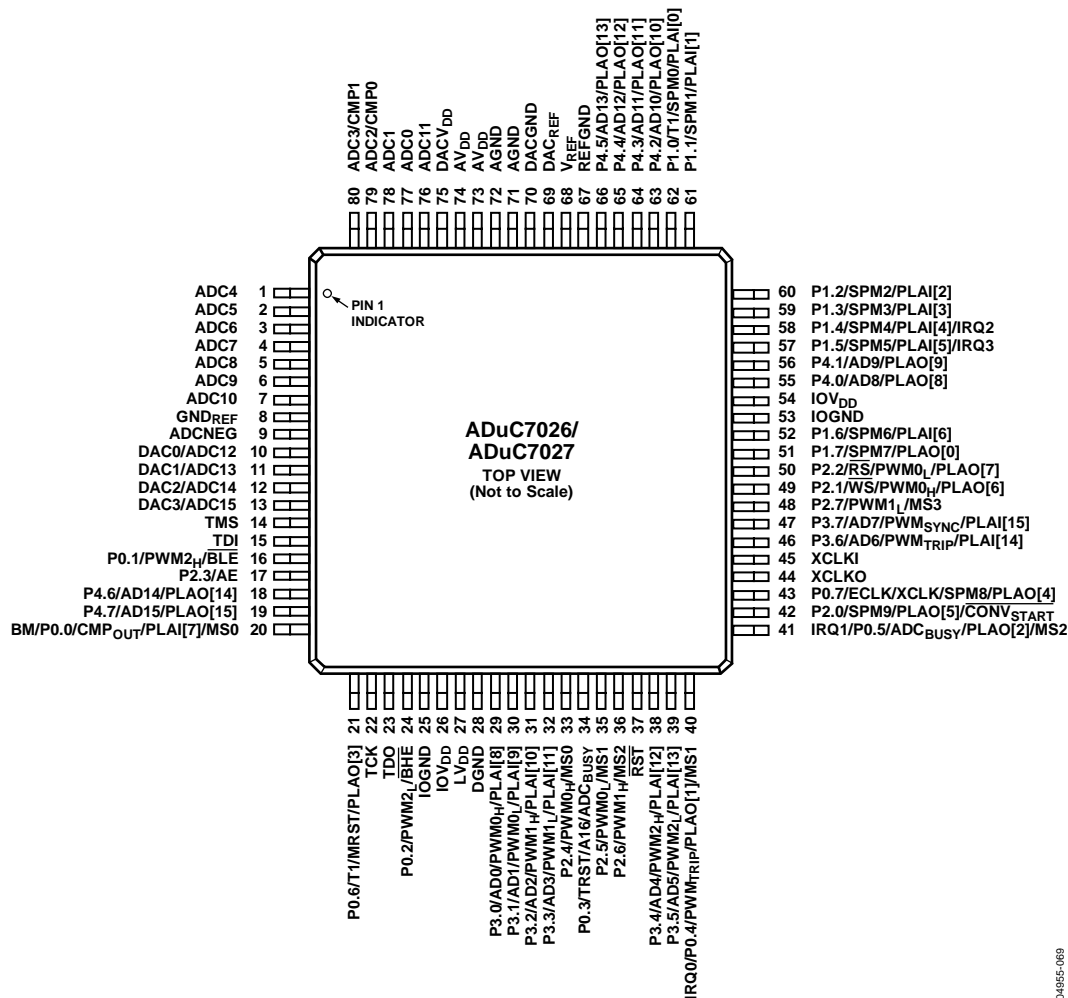 80 ADC3/CMP1
79 ADC2/CMP0
78 ADC1
77 ADC0
76 ADC11
75 DACVDD
74 AVDD
73 AVDD
72 AGND
71 AGND
70 DACGND
69 DACREF
68 VREF
67 REFGND
66 P4.5/AD13/PLAO[13]
65 P4.4/AD12/PLAO[12]
64 P4.3/AD11/PLAO[11]
63 P4.2/AD10/PLAO[10]
62 P1.0/T1/SPM0/PLAI[0]
61 P1.1/SPM1/PLAI[1]
ADC4 1
ADC5 2
ADC6 3
ADC7 4
ADC8 5
ADC9 6
ADC10 7
GNDREF 8
ADCNEG 9
DAC0/ADC12 10
DAC1/ADC13 11
DAC2/ADC14 12
DAC3/ADC15 13
TMS 14
TDI 15
P0.1/PWM2H/BLE 16
P2.3/AE 17
P4.6/AD14/PLAO[14] 18
P4.7/AD15/PLAO[15] 19
BM/P0.0/CMPOUT/PLAI[7]/MS0 20
PIN 1
INDICATOR
ADuC7026/
ADuC7027
TOP VIEW
(Not to Scale)
60 P1.2/SPM2/PLAI[2]
59 P1.3/SPM3/PLAI[3]
58 P1.4/SPM4/PLAI[4]/IRQ2
57 P1.5/SPM5/PLAI[5]/IRQ3
56 P4.1/AD9/PLAO[9]
55 P4.0/AD8/PLAO[8]
54 IOVDD
53 IOGND
52 P1.6/SPM6/PLAI[6]
51 P1.7/SPM7/PLAO[0]
50 P2.2/RS/PWM0L/PLAO[7]
49 P2.1/WS/PWM0H/PLAO[6]
48 P2.7/PWM1L/MS3
47 P3.7/AD7/PWMSYNC/PLAI[15]
46 P3.6/AD6/PWMTRIP/PLAI[14]
45 XCLKI
44 XCLKO
43 P0.7/ECLK/XCLK/SPM8/PLAO[4]
42 P2.0/SPM9/PLAO[5]/CONVSTART
41 IRQ1/P0.5/ADCBUSY/PLAO[2]/MS2
P0.6/T1/MRST/PLAO[3] 21
TCK 22
TDO 23
P0.2/PWM2L/BHE 24
IOGND 25
IOVDD 26
LVDD 27
DGND 28
P3.0/AD0/PWM0H/PLAI[8] 29
P3.1/AD1/PWM0L/PLAI[9] 30
P3.2/AD2/PWM1H/PLAI[10] 31
P3.3/AD3/PWM1L/PLAI[11] 32
P2.4/PWM0H/MS0 33
P0.3/TRST/A16/ADCBUSY 34
P2.5/PWM0L/MS1 35
P2.6/PWM1H/MS2 36
RST 37
P3.4/AD4/PWM2H/PLAI[12] 38
P3.5/AD5/PWM2L/PLAI[13] 39
IRQ0/P0.4/PWMTRIP/PLAO[1]/MS1 40
04955-069